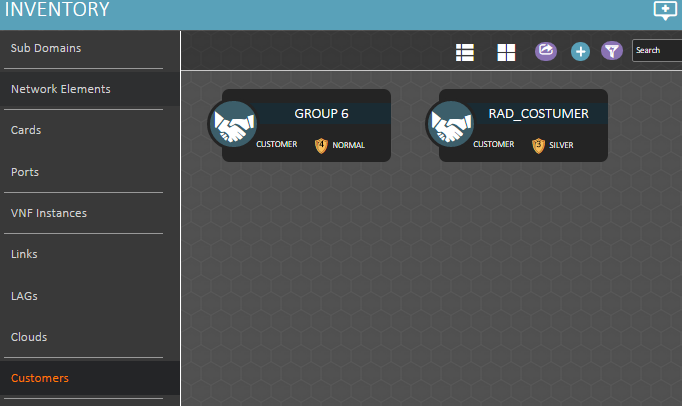 INVENTORY
Sub Domains
Network Elements
Cards
Ports
VNF Instances
Links
LAGs
Clouds
Customers
Search
GROUP 6
CUSTOMER 4 NORMAL
RAD_COSTUMER
CUSTOMER 3 SILVER